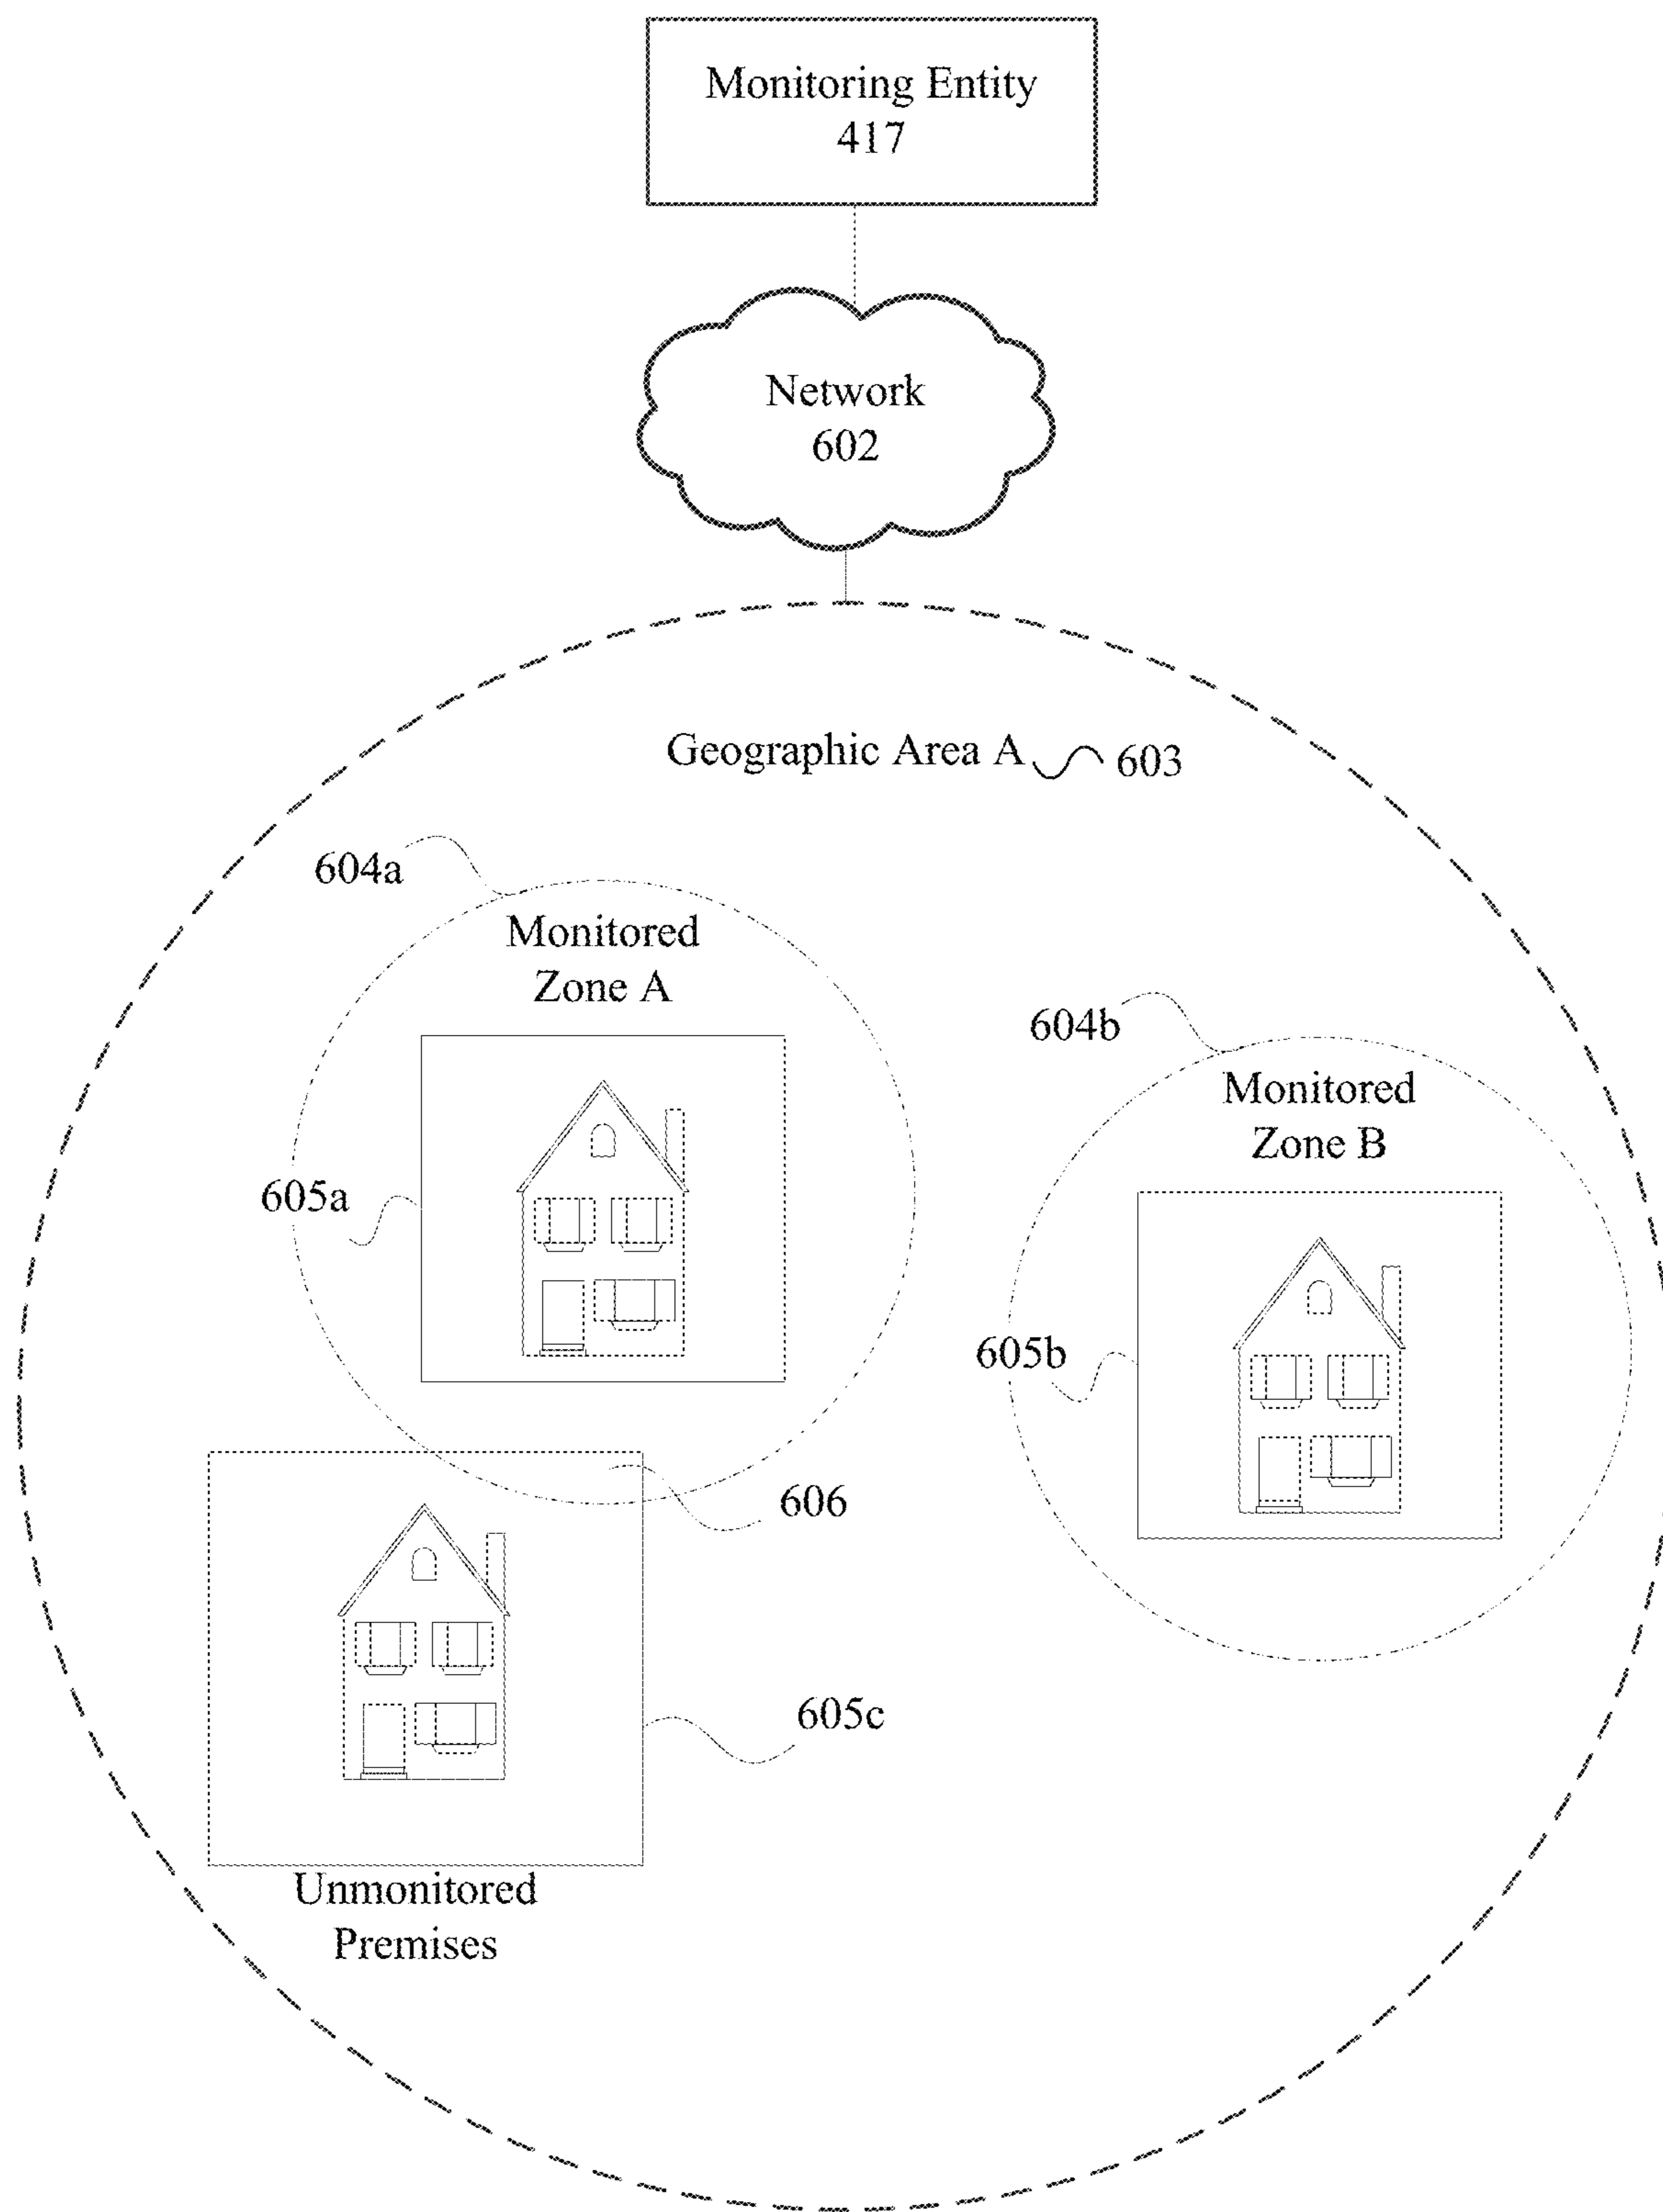 Monitoring Entity
417
Network
602
Geographic Area A 603
604a
Monitored
Zone A
604b
Monitored
Zone B
605a
605b
606
605c
Unmonitored
Premises